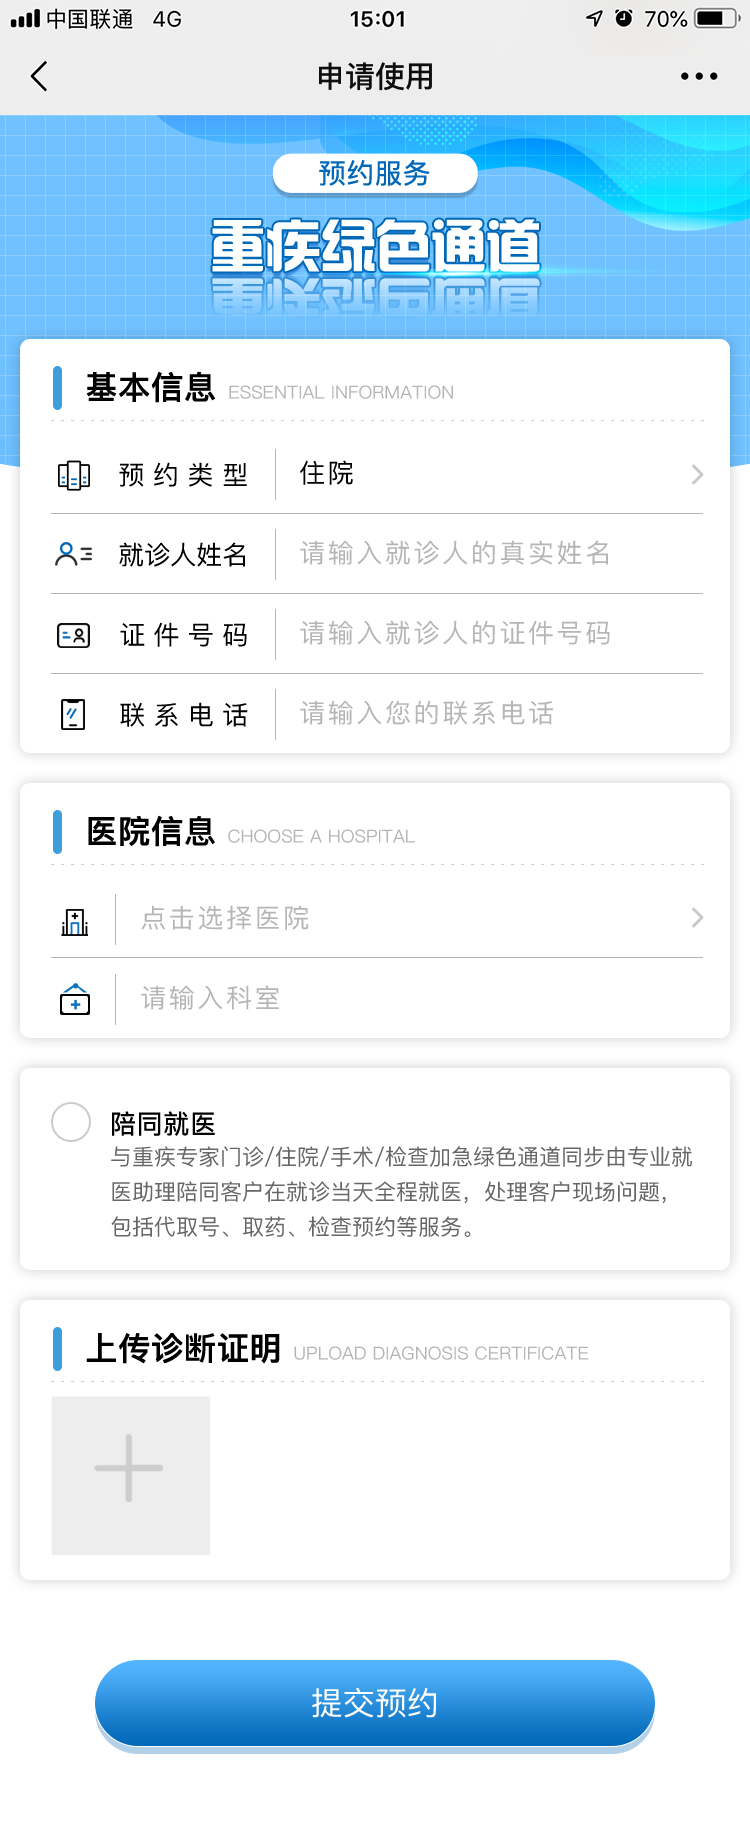 中国联通 4G 15:01 70%
申请使用
预约服务
重疾绿色通道
基本信息 ESSENTIAL INFORMATION
预约类型 住院
就诊人姓名 请输入就诊人的真实姓名
证件号码 请输入就诊人的证件号码
联系电话 请输入您的联系电话
医院信息 CHOOSE A HOSPITAL
点击选择医院
请输入科室
陪同就医
与重疾专家门诊/住院/手术/检查加急绿色通道同步由专业就
医助理陪同客户在就诊当天全程就医，处理客户现场问题，
包括代取号、取药、检查预约等服务。
上传诊断证明 UPLOAD DIAGNOSIS CERTIFICATE
提交预约